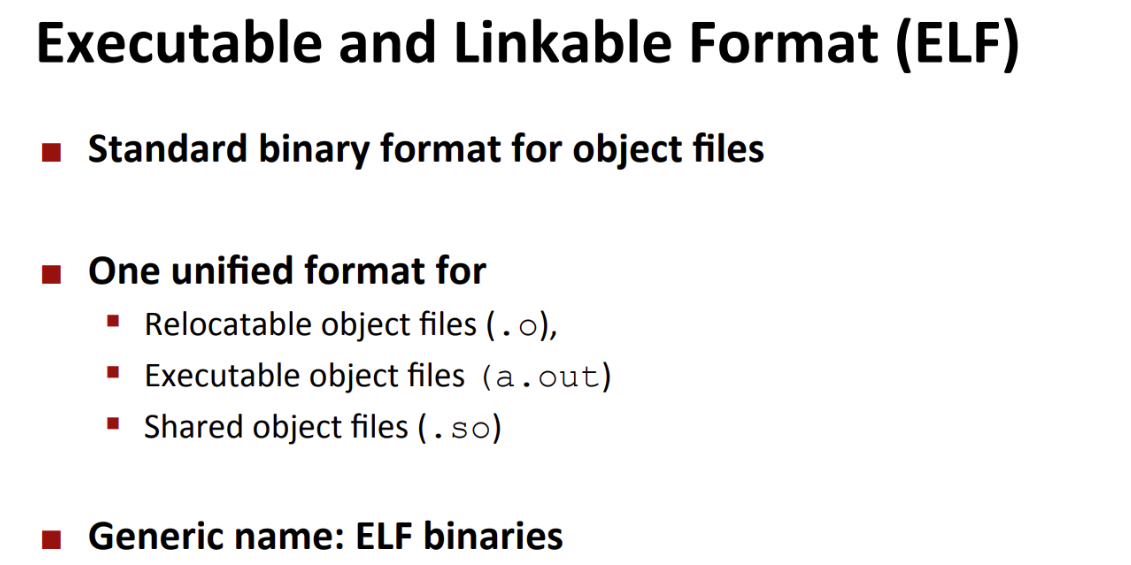 Executable and Linkable Format (ELF)
Standard binary format for object files
One unified format for
Relocatable object files (.o),
Executable object files (a.out)
Shared object files (.so)
Generic name: ELF binaries